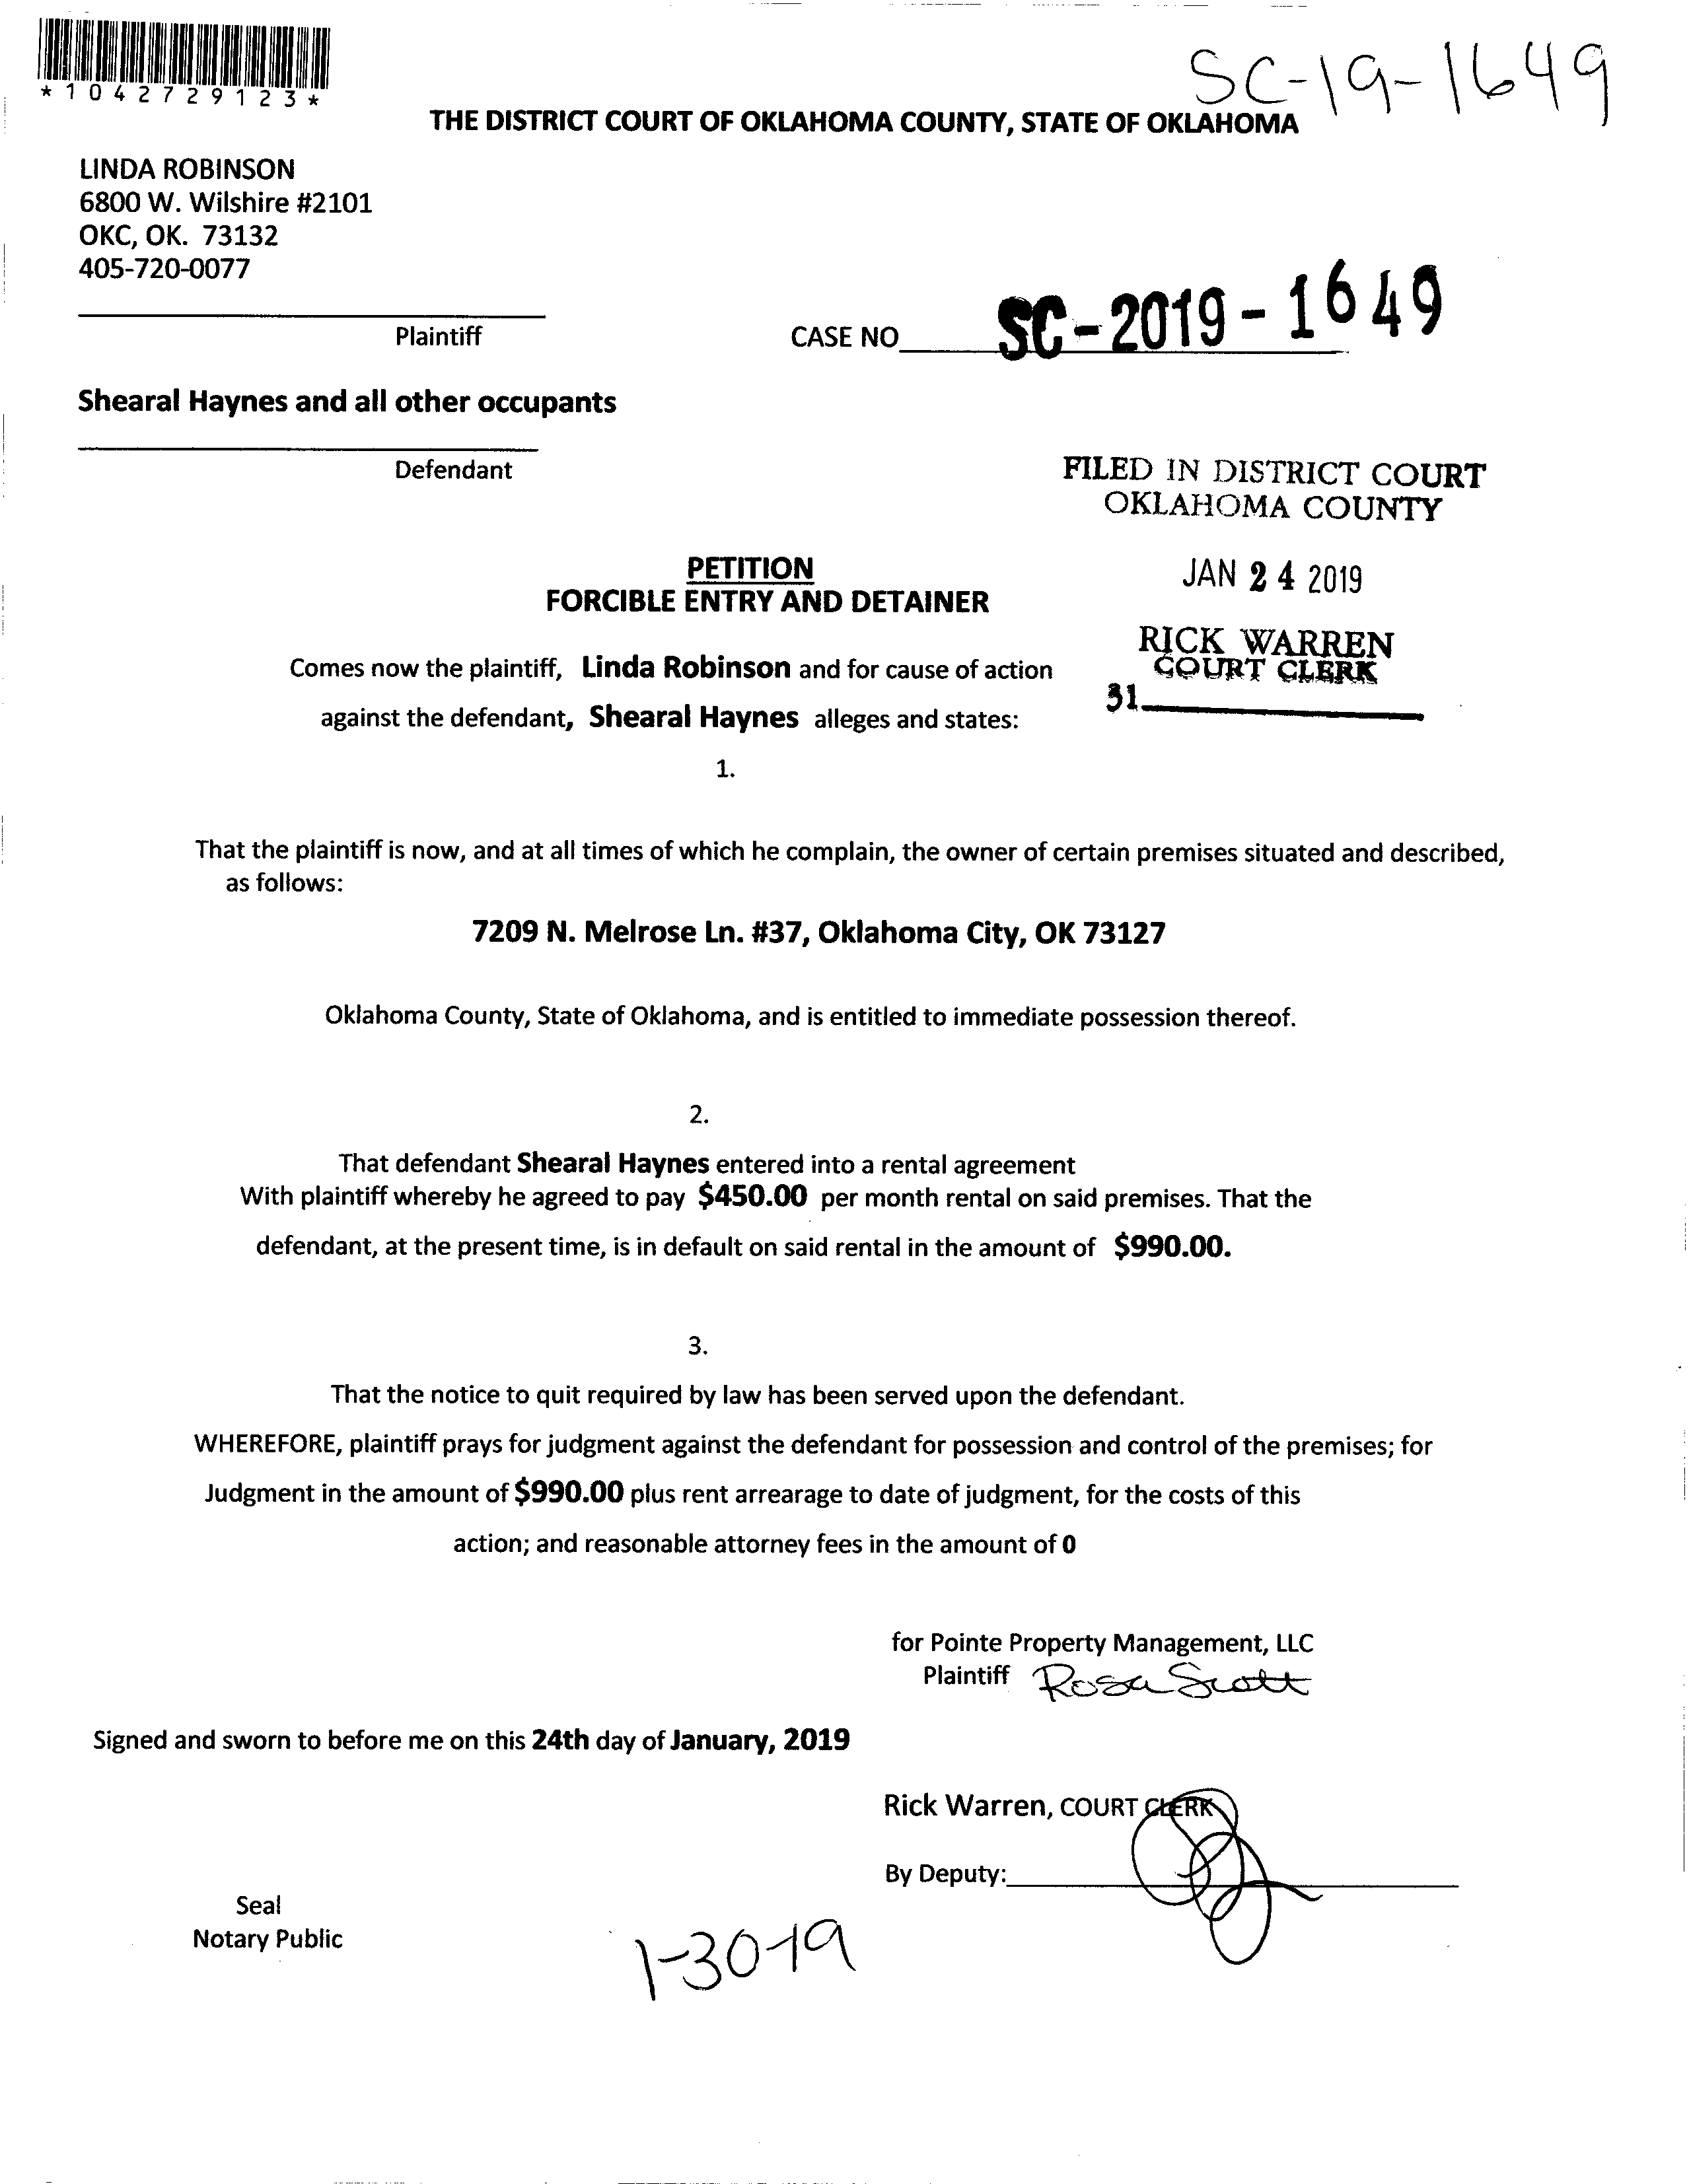 SC-19-1649
*1042729123*
THE DISTRICT COURT OF OKLAHOMA COUNTY, STATE OF OKLAHOMA
LINDA ROBINSON
6800 W. Wilshire #2101
OKC, OK. 73132
405-720-0077
Plaintiff
CASE NO SC-2019-1649
Shearal Haynes and all other occupants
Defendant
FILED IN DISTRICT COURT
OKLAHOMA COUNTY
JAN 24 2019
RICK WARREN
COURT CLERK
31
PETITION
FORCIBLE ENTRY AND DETAINER
Comes now the plaintiff, Linda Robinson and for cause of action
against the defendant, Shearal Haynes alleges and states:
1.
That the plaintiff is now, and at all times of which he complain, the owner of certain premises situated and described,
as follows:
7209 N. Melrose Ln. #37, Oklahoma City, OK 73127
Oklahoma County, State of Oklahoma, and is entitled to immediate possession thereof.
2.
That defendant Shearal Haynes entered into a rental agreement
With plaintiff whereby he agreed to pay $450.00 per month rental on said premises. That the
defendant, at the present time, is in default on said rental in the amount of $990.00.
3.
That the notice to quit required by law has been served upon the defendant.
WHEREFORE, plaintiff prays for judgment against the defendant for possession and control of the premises; for
Judgment in the amount of $990.00 plus rent arrearage to date of judgment, for the costs of this
action; and reasonable attorney fees in the amount of 0
for Pointe Property Management, LLC
Plaintiff Rosa Scott
Signed and sworn to before me on this 24th day of January, 2019
Rick Warren, COURT CLERK
By Deputy:
Seal
Notary Public
1-30-19